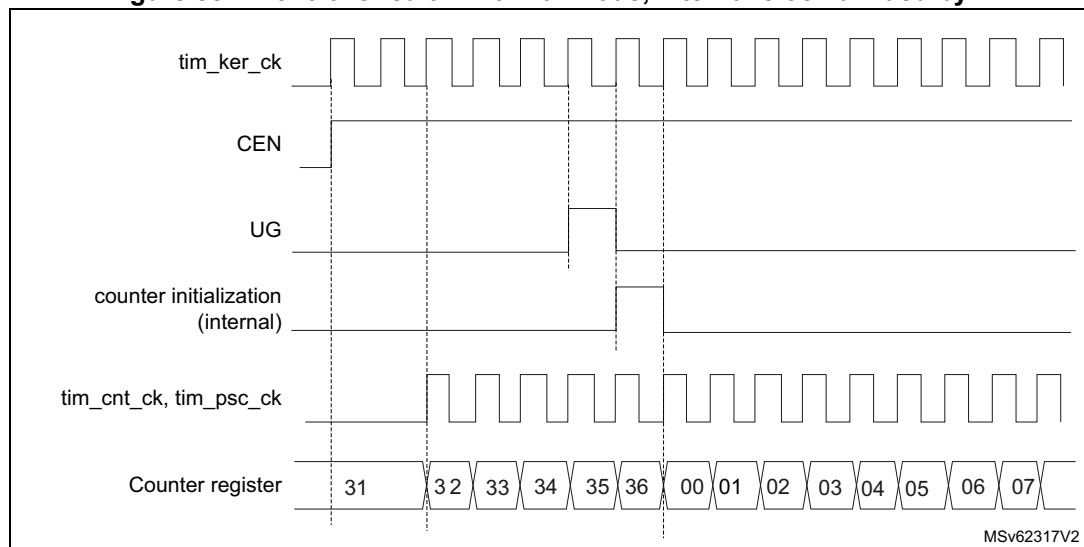 tim_ker_ck
CEN
UG
counter initialization
(internal)
tim_cnt_ck, tim_psc_ck
Counter register 31 32 33 34 35 36 00 01 02 03 04 05 06 07
MSv62317V2